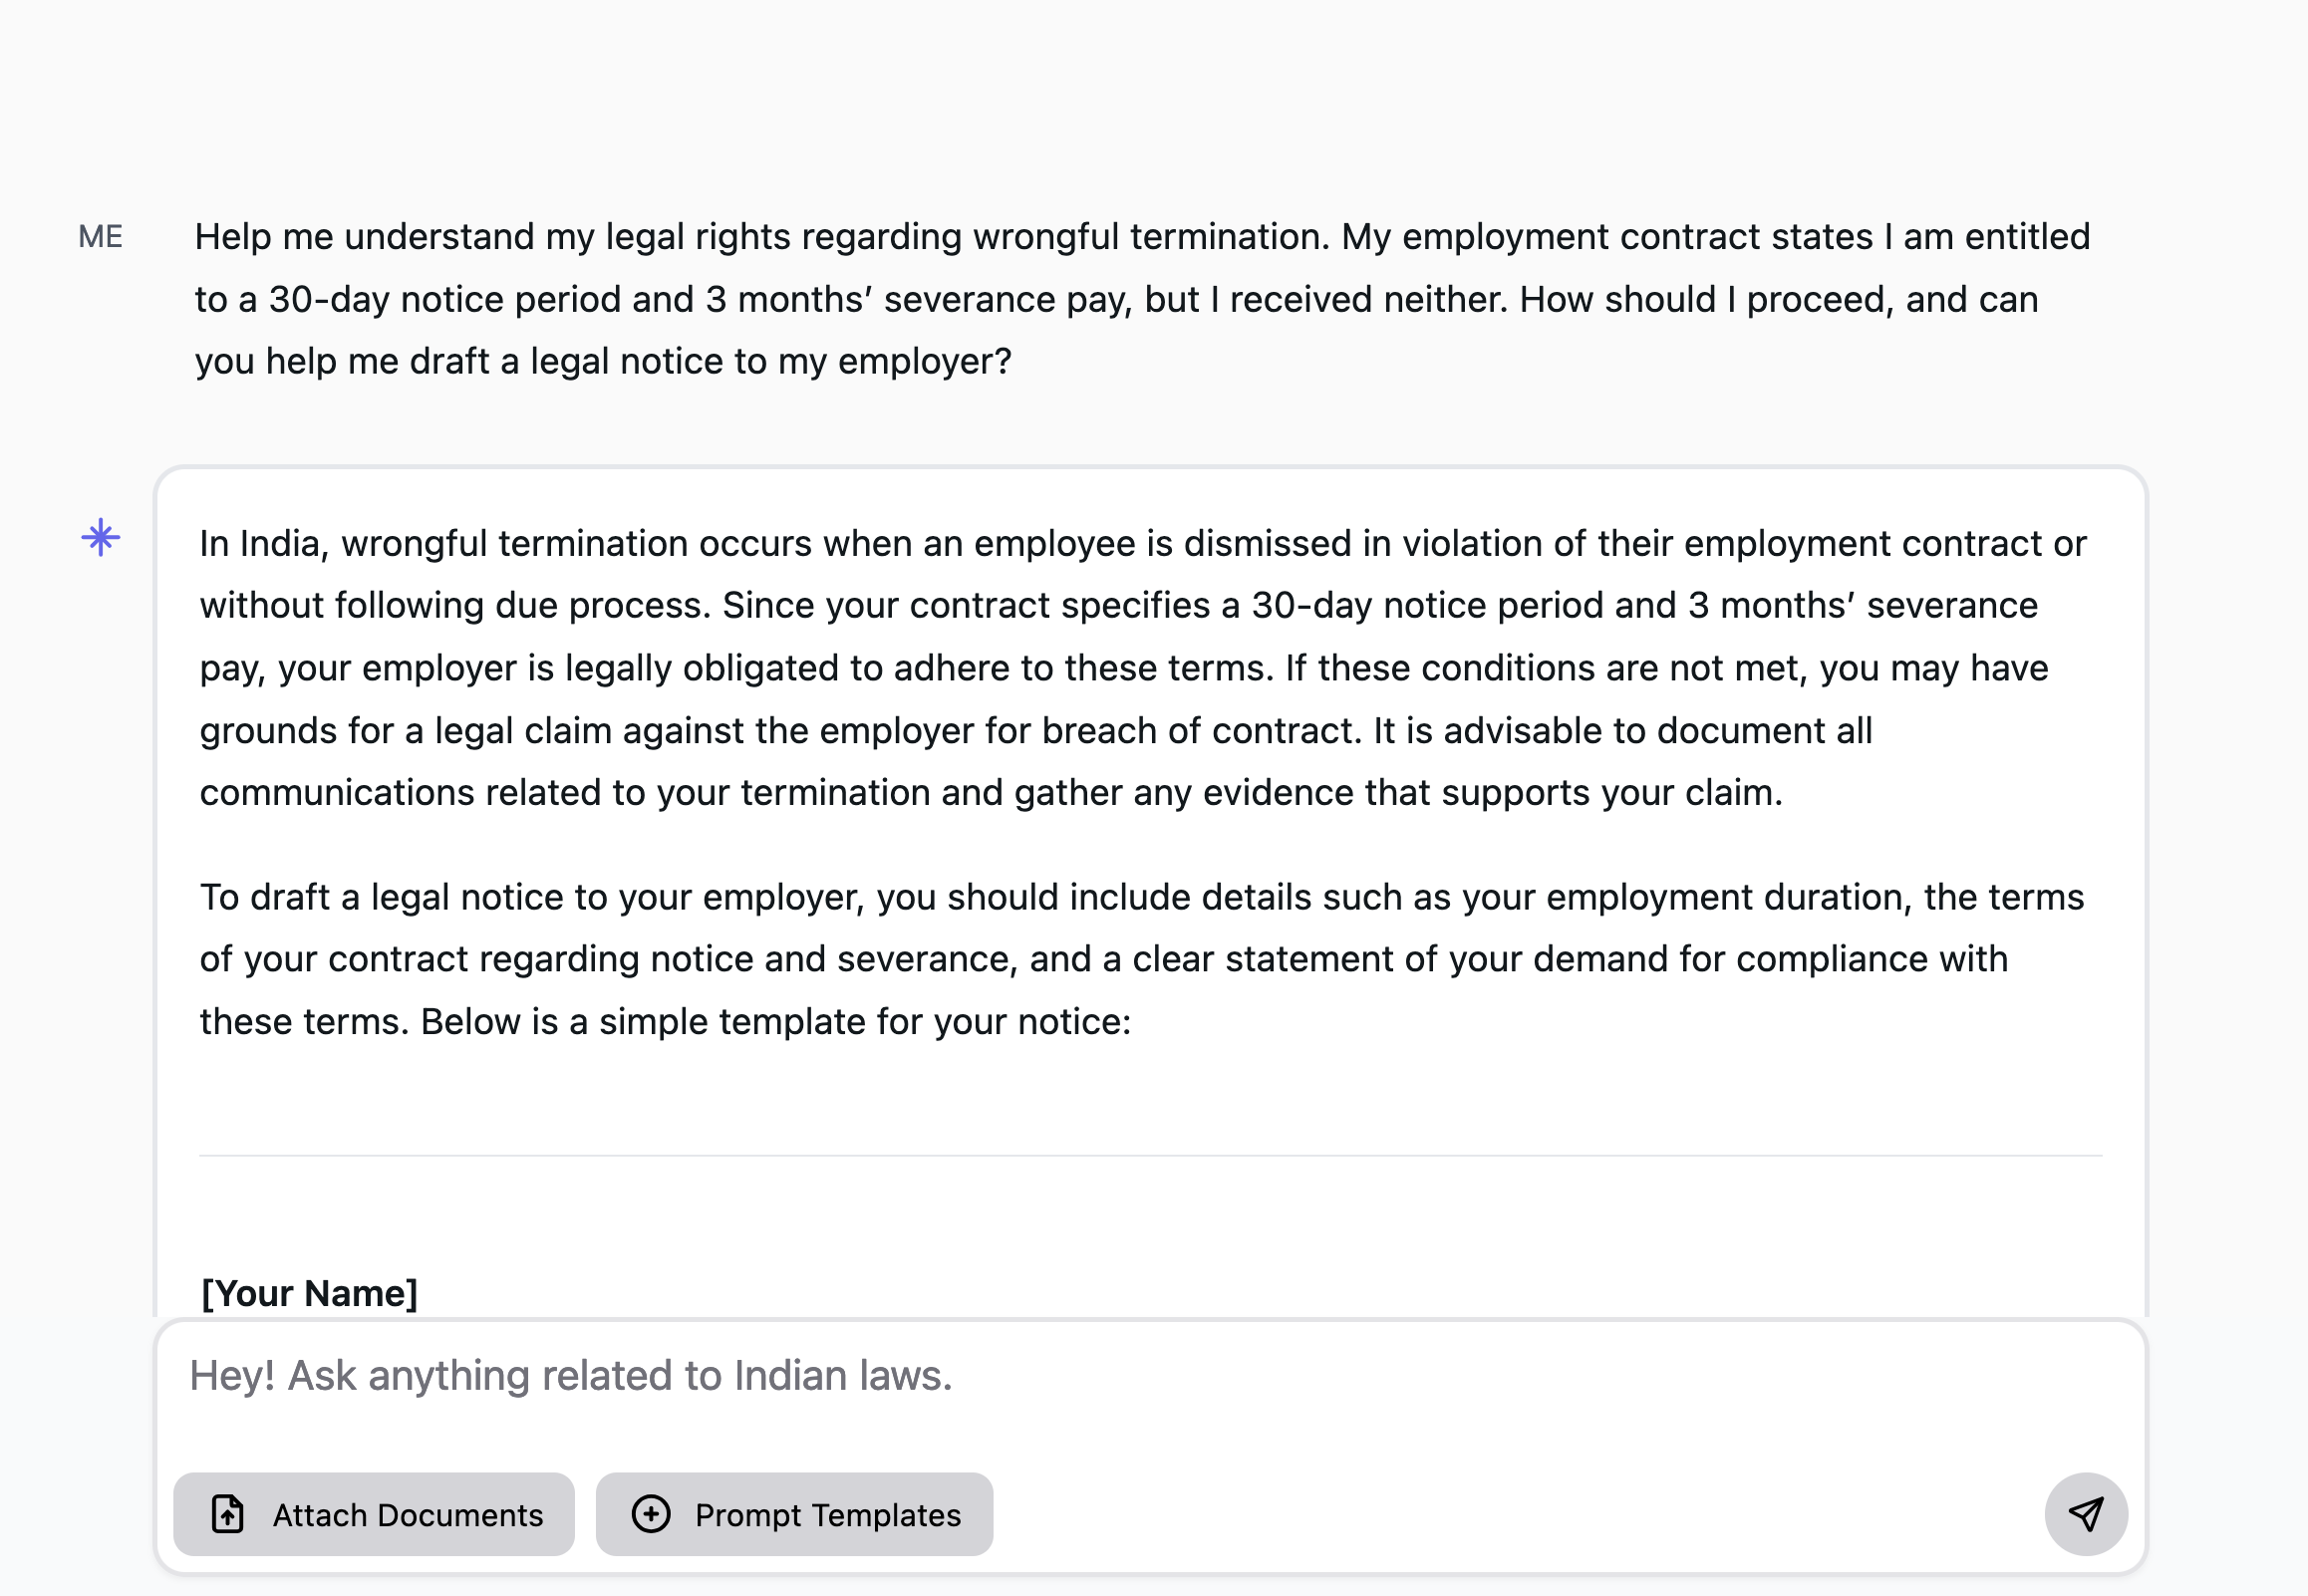 ME
Help me understand my legal rights regarding wrongful termination. My employment contract states I am entitled
to a 30-day notice period and 3 months’ severance pay, but I received neither. How should I proceed, and can
you help me draft a legal notice to my employer?
In India, wrongful termination occurs when an employee is dismissed in violation of their employment contract or
without following due process. Since your contract specifies a 30-day notice period and 3 months’ severance
pay, your employer is legally obligated to adhere to these terms. If these conditions are not met, you may have
grounds for a legal claim against the employer for breach of contract. It is advisable to document all
communications related to your termination and gather any evidence that supports your claim.
To draft a legal notice to your employer, you should include details such as your employment duration, the terms
of your contract regarding notice and severance, and a clear statement of your demand for compliance with
these terms. Below is a simple template for your notice:
[Your Name]
Hey! Ask anything related to Indian laws.
Attach Documents
Prompt Templates